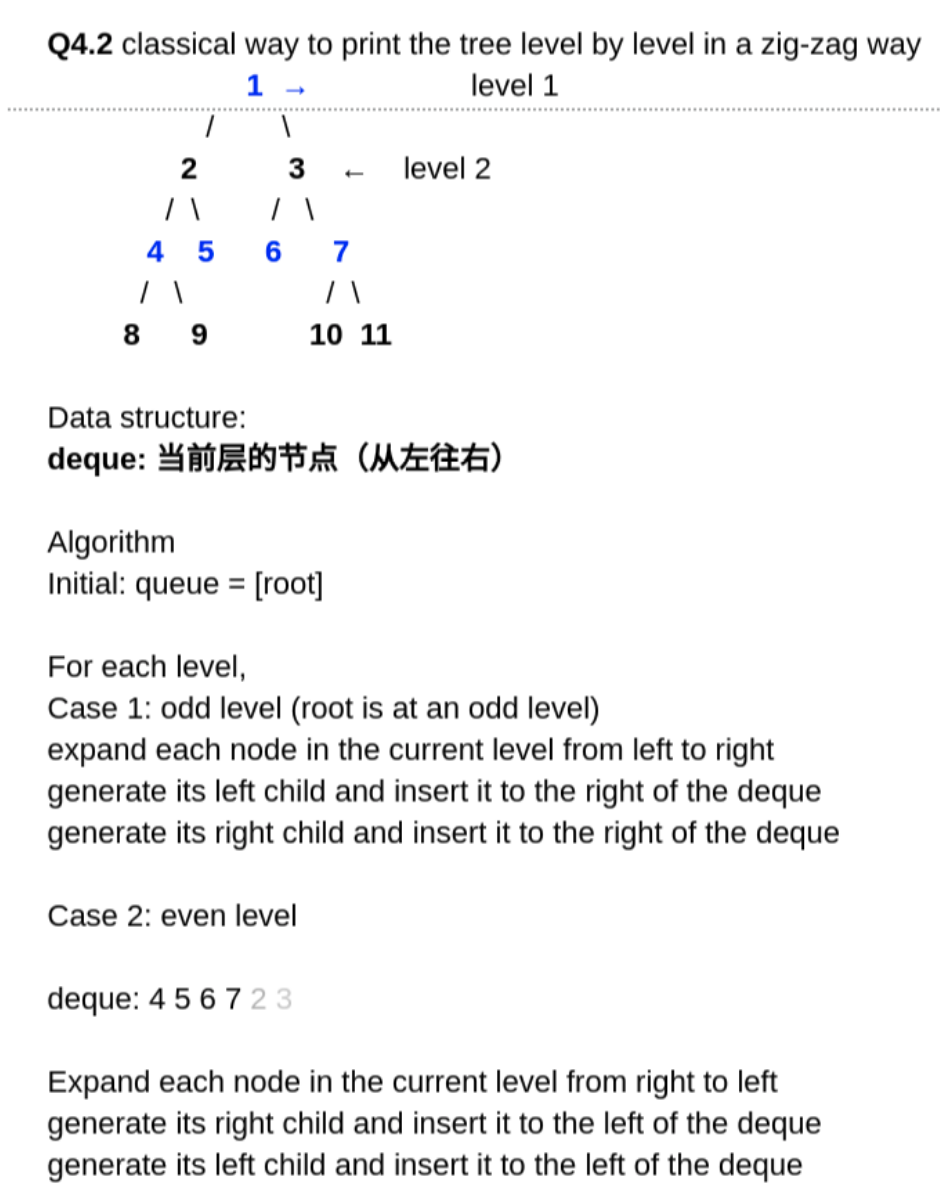 Q4.2 classical way to print the tree level by level in a zig-zag way
1 → level 1
/ \
2 3 ← level 2
/ \ / \
4 5 6 7
/ \ / \
8 9 10 11
Data structure:
deque: 当前层的节点（从左往右）
Algorithm
Initial: queue = [root]
For each level,
Case 1: odd level (root is at an odd level)
expand each node in the current level from left to right
generate its left child and insert it to the right of the deque
generate its right child and insert it to the right of the deque
Case 2: even level
deque: 4 5 6 7 2 3
Expand each node in the current level from right to left
generate its right child and insert it to the left of the deque
generate its left child and insert it to the left of the deque